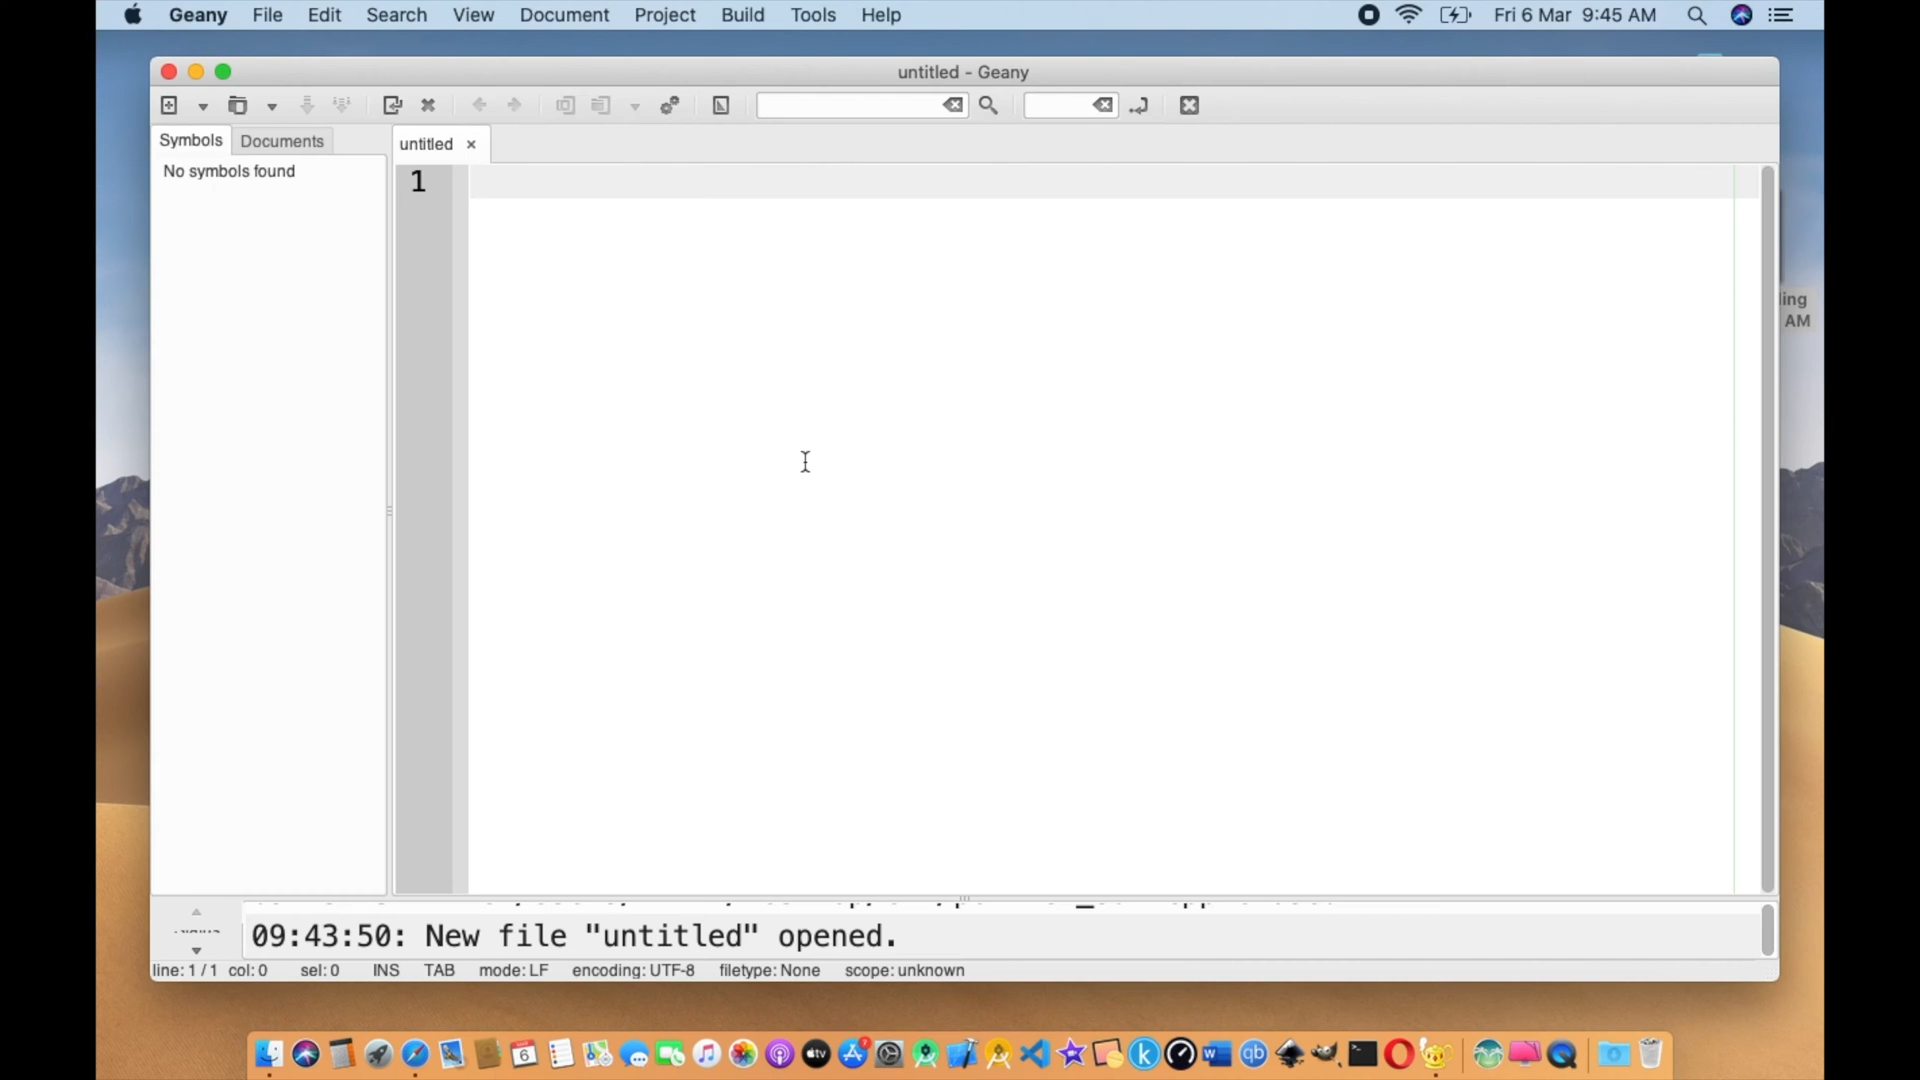 Geany File Edit Search View Document Project Build Tools Help Fri 6 Mar 9:45 AM
untitled - Geany
Symbols Documents untitled
No symbols found
1
ling
AM
09:43:50: New file "untitled" opened.
line: 1 / 1 col: 0 sel: 0 INS TAB mode: LF encoding: UTF-8 filetype: None scope: unknown